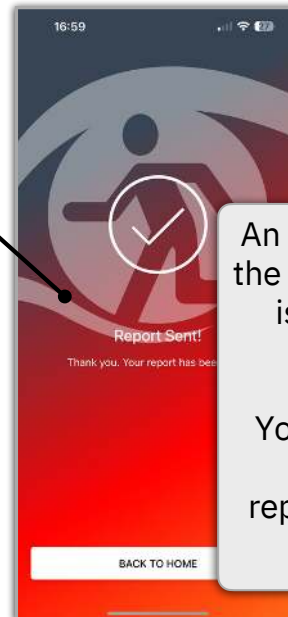 16:59
27
Report Sent!
Thank you. Your report has bee
BACK TO HOME
An
the
is
Yo
rep